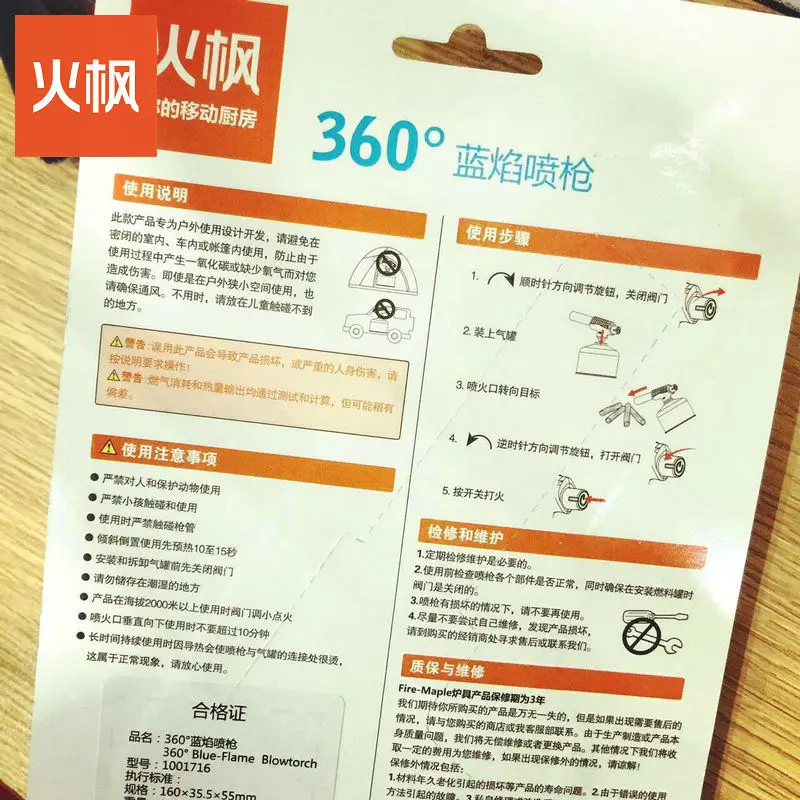 火枫
火枫
你的移动厨房
360°蓝焰喷枪
使用说明
此款产品专为户外使用设计开发，请避免在
密闭的室内、车内或帐篷内使用，防止由于
使用过程中产生一氧化碳或缺少氧气而对您
造成伤害。即使是在户外狭小空间使用，也
请确保通风。不用时，请放在儿童触碰不到
的地方。
警告:误用此产品会导致产品损坏，或严重的人身伤害，请
按说明要求操作!
警告:燃气消耗和热量输出均通过测试和计算，但可能稍有
偏差。
使用注意事项
● 严禁对人和保护动物使用
● 严禁小孩触碰和使用
● 使用时严禁触碰枪管
● 倾斜倒置使用先预热10至15秒
● 安装和拆卸气罐前先关闭阀门
● 请勿储存在潮湿的地方
● 产品在海拔2000米以上使用时阀门调小点火
● 喷火口垂直向下使用时不要超过10分钟
● 长时间持续使用时因导热会使喷枪与气罐的连接处很烫，
这属于正常现象，请放心使用。
合格证
品名：360°蓝焰喷枪
360° Blue-Flame Blowtorch
型号：1001716
执行标准：
规格：160×35.5×55mm
使用步骤
1. 顺时针方向调节旋钮，关闭阀门
2. 装上气罐
3. 喷火口转向目标
4. 逆时针方向调节旋钮，打开阀门
5. 按开关打火
检修和维护
1.定期检修维护是必要的。
2.使用前检查喷枪各个部件是否正常，同时确保在安装燃料罐时
阀门是关闭的。
3.喷枪有损坏的情况下，请不要再使用。
4.尽量不要尝试自己维修，发现产品损坏，
请到购买的经销商处寻求售后或联系我们。
质保与维修
Fire-Maple炉具产品保修期为3年
我们期待你所购买的产品是万无一失的，但是如果出现需要售后的
情况，请与您购买的商店或我客服部联系。由于生产制造或产品本
身质量问题，我们将无偿维修或者更换产品。其他情况下我们将收
取一定的费用为您维修，如果出现保修外的情况，请谅解!
保修外情况包括：
1.材料年久老化引起的损坏等产品的寿命问题。2.由于错误的使用
方法引起的故障。